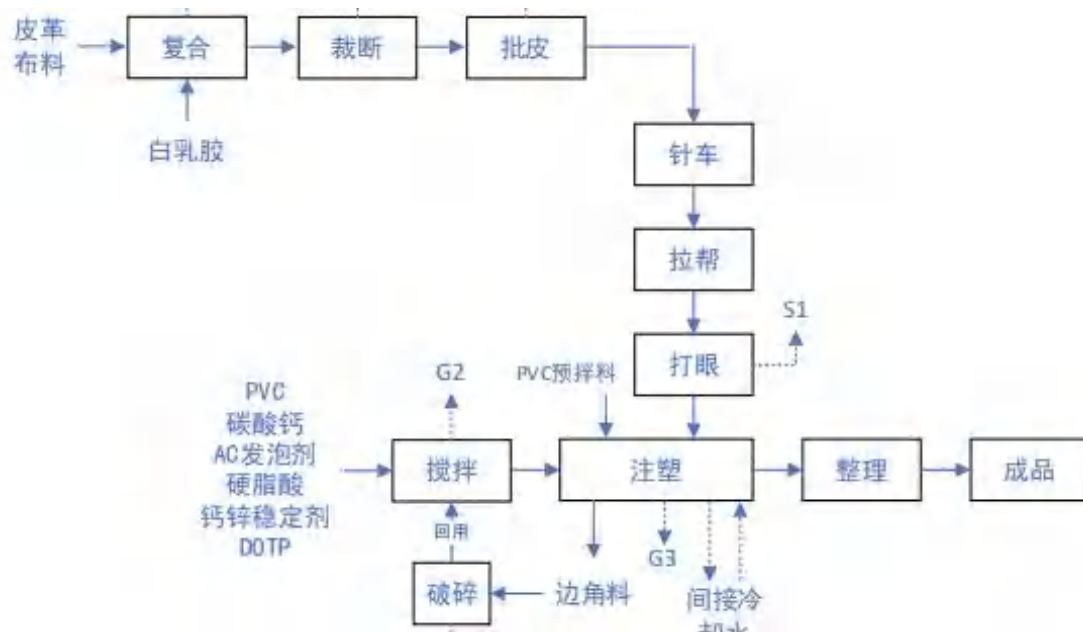 皮革
布料
复合
裁断
批皮
白乳胶
针车
拉帮
S1
打眼
G2
PVC预拌料
PVC
碳酸钙
AC发泡剂
硬脂酸
钙锌稳定剂
DOTP
搅拌
注塑
整理
成品
回用
G3
破碎
边角料
间接冷
却水